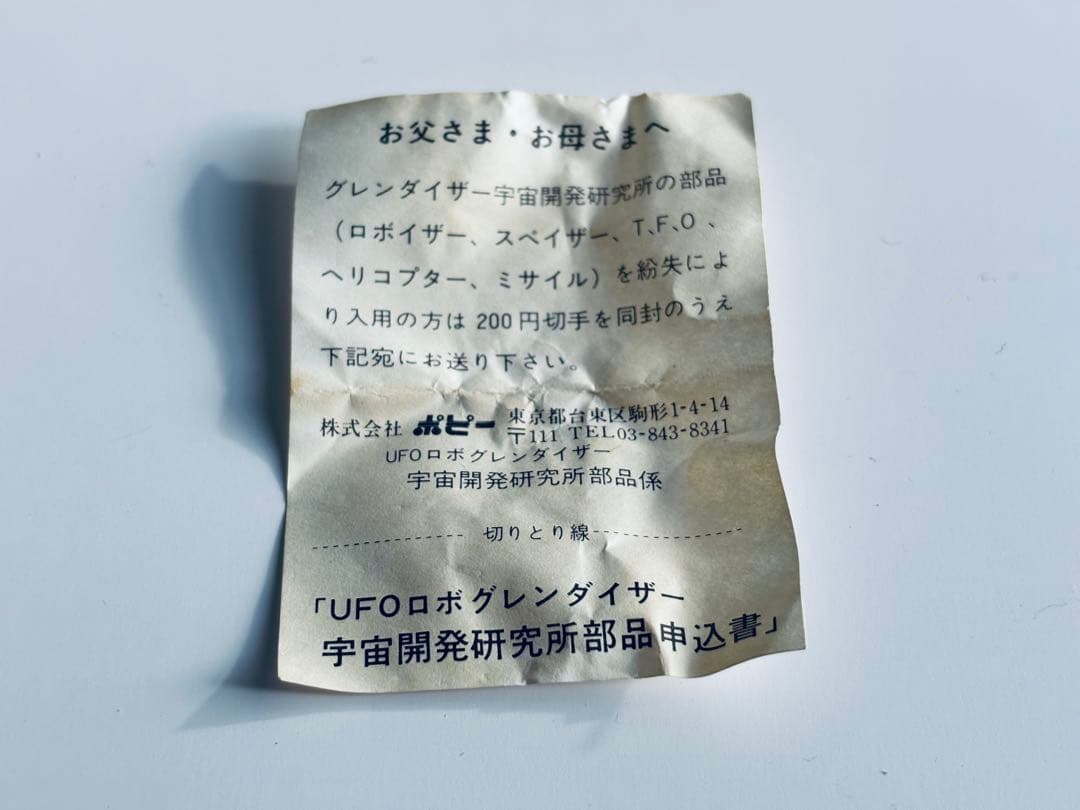 お父さま・お母さまへ
グレンダイザー宇宙開発研究所の部品
(ロボイザー、スペイザー、T、F、O、
ヘリコプター、ミサイル)を紛失によ
り入用の方は200円切手を同封のうえ
下記宛にお送り下さい。
株式会社 ポピー 東京都台東区駒形1-4-14
〒111 TEL03-843-8341
UFOロボグレンダイザー
宇宙開発研究所部品係
切りとり線
「UFOロボグレンダイザー
宇宙開発研究所部品申込書」